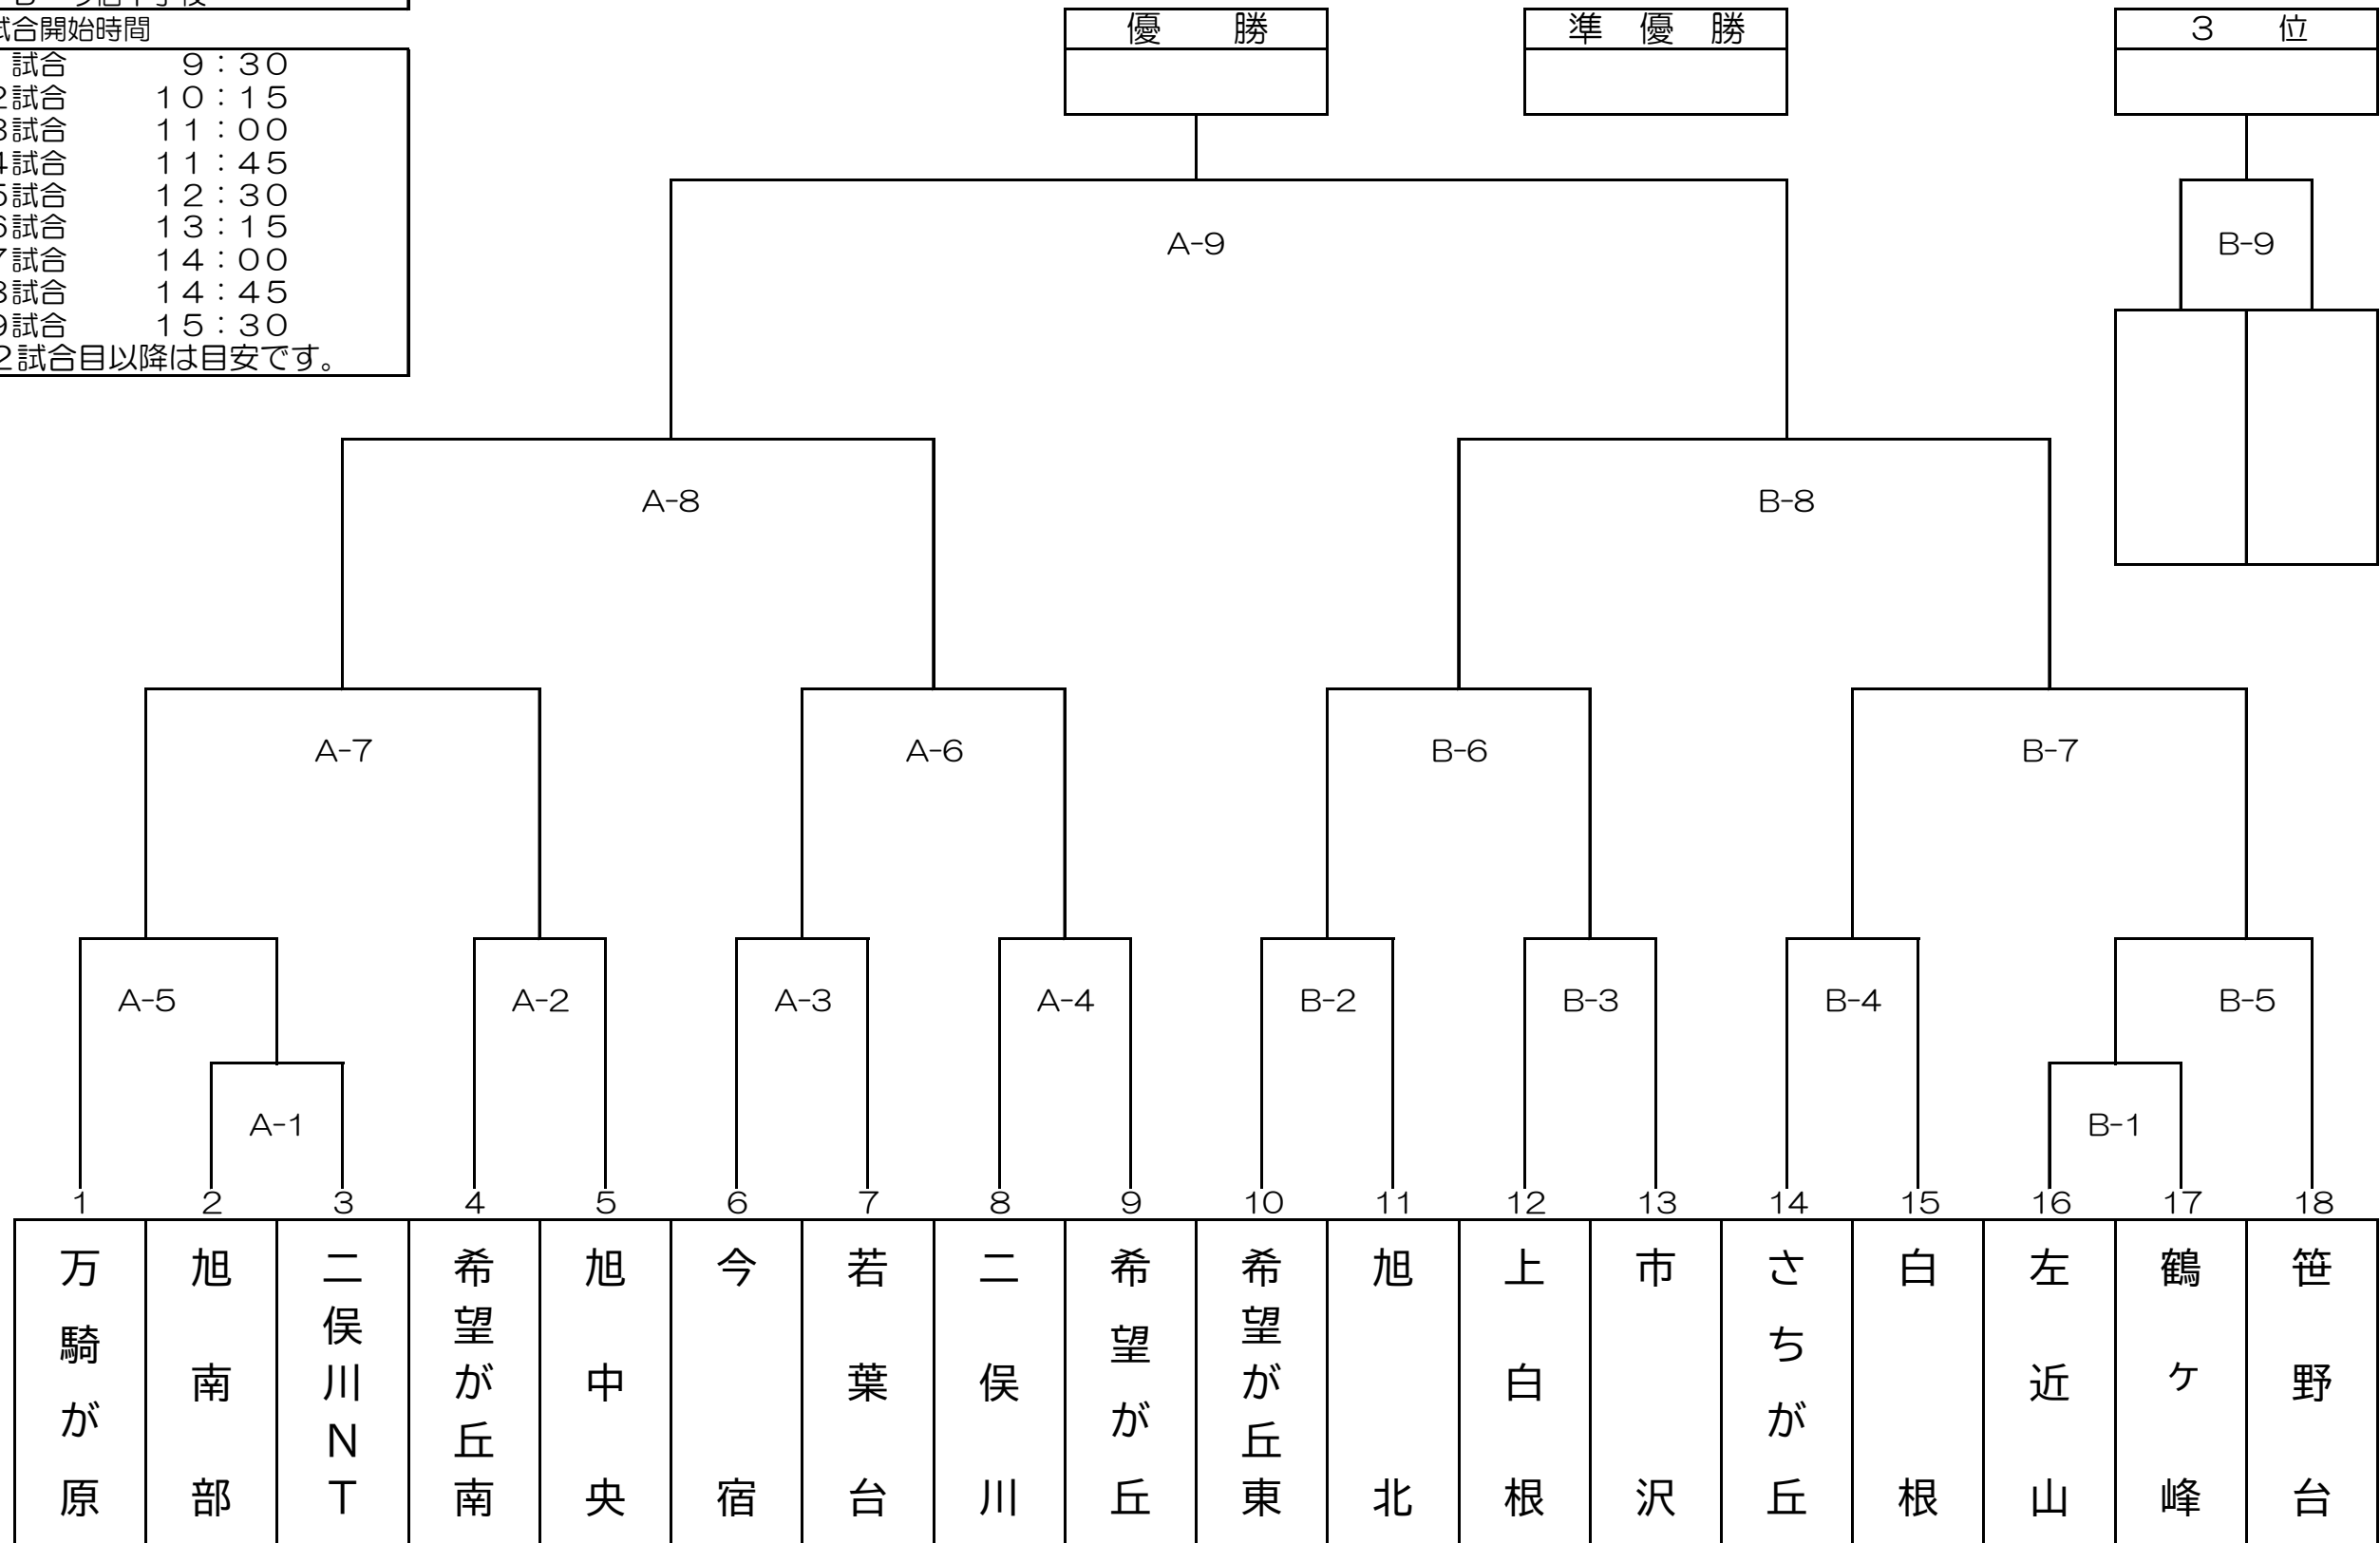 試合開始時間
試合　９：３０
2試合　１０：１５
3試合　１１：００
4試合　１１：４５
5試合　１２：３０
6試合　１３：１５
7試合　１４：００
8試合　１４：４５
9試合　１５：３０
2試合目以降は目安です。
優　勝
準　優　勝
３　位
A-9
B-9
A-8
B-8
A-7
A-6
B-6
B-7
A-5
A-2
A-3
A-4
B-2
B-3
B-4
B-5
A-1
B-1
1 2 3 4 5 6 7 8 9 10 11 12 13 14 15 16 17 18
万騎が原
旭南部
二俣川ＮＴ
希望が丘南
旭中央
今宿
若葉台
二俣川
希望が丘
希望が丘東
旭北
上白根
市沢
さちが丘
白根
左近山
鶴ケ峰
笹野台